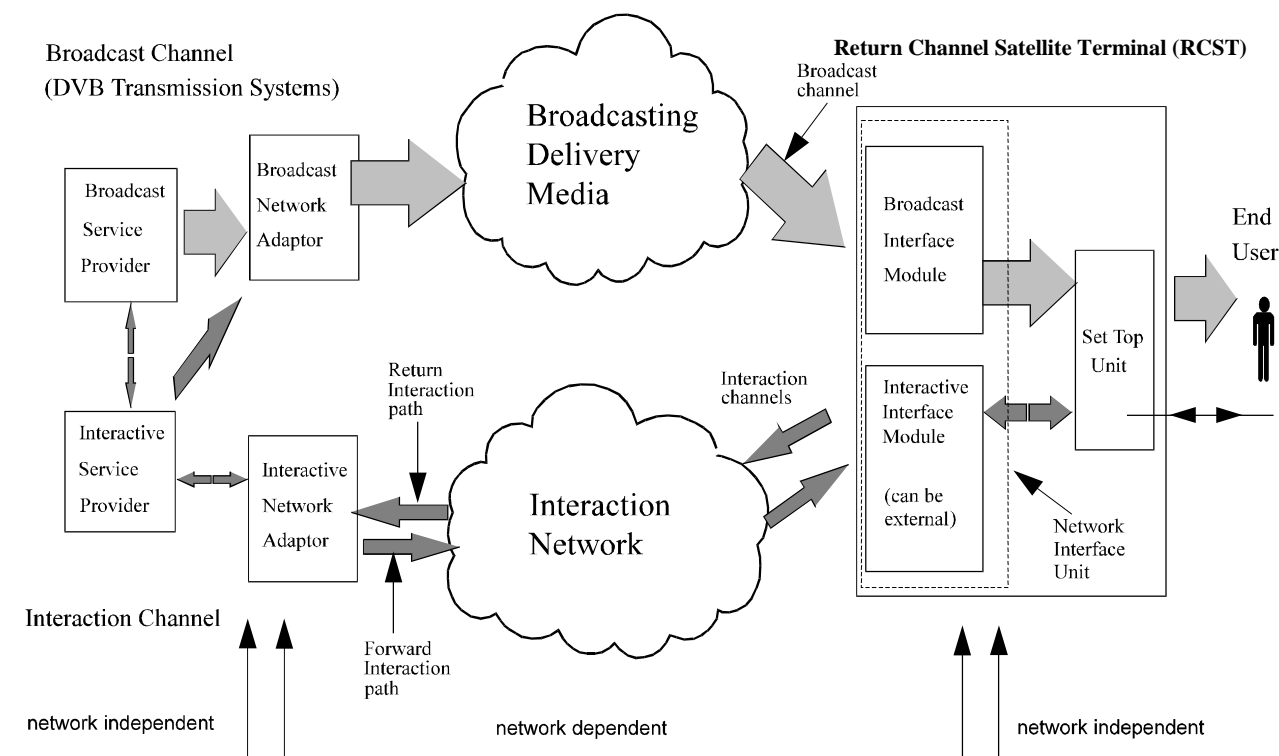 Broadcast Channel
(DVB Transmission Systems)
Return Channel Satellite Terminal (RCST)
Broadcast
channel
Broadcasting
Delivery
Media
Broadcast
Network
Adaptor
Broadcast
Service
Provider
Broadcast
Interface
Module
End
User
Set Top
Unit
Return
Interaction
path
Interaction
channels
Interactive
Interface
Module
(can be
external)
Interactive
Service
Provider
Interactive
Network
Adaptor
Interaction
Network
Network
Interface
Unit
Interaction Channel
Forward
Interaction
path
network independent
network dependent
network independent